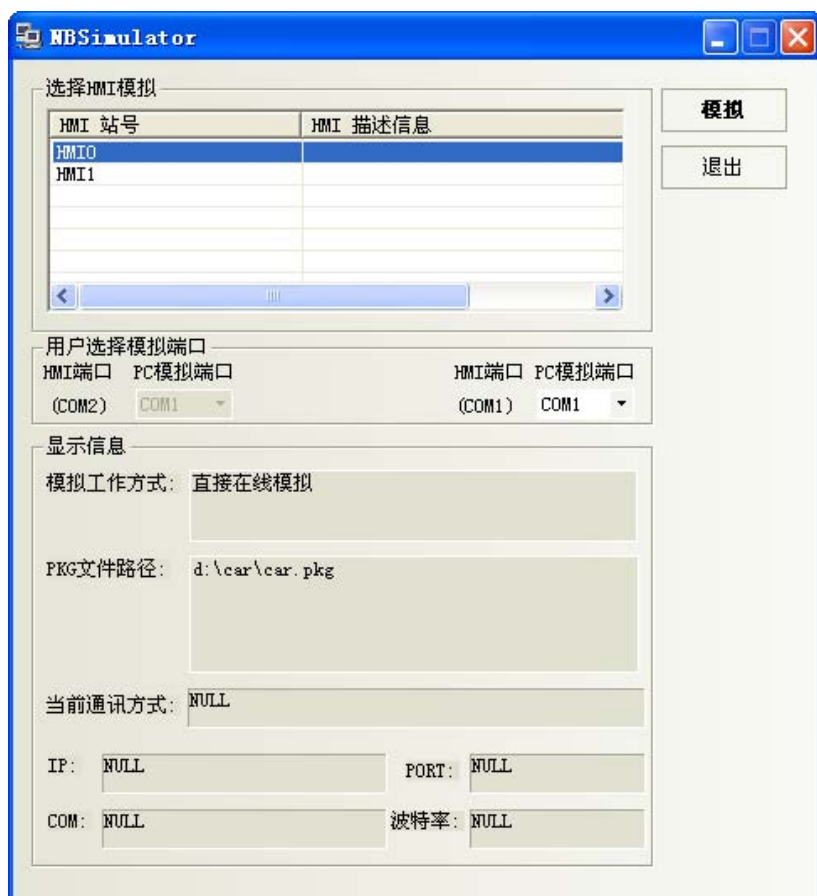 NBSimulator
选择HMI模拟
HMI 站号 HMI 描述信息
HMI0
HMI1
模拟
退出
用户选择模拟端口
HMI端口 PC模拟端口 HMI端口 PC模拟端口
(COM2) COM1 (COM1) COM1
显示信息
模拟工作方式: 直接在线模拟
PKG文件路径: d:\car\car.pkg
当前通讯方式: NULL
IP: NULL PORT: NULL
COM: NULL 波特率: NULL